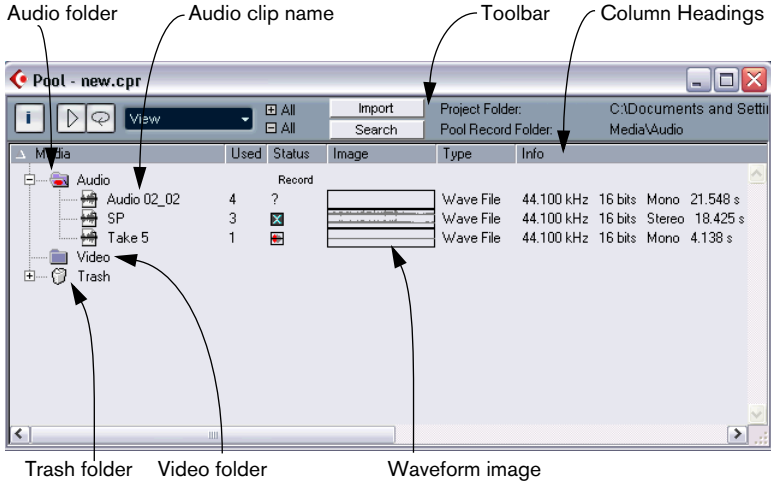 Audio folder Audio clip name Toolbar Column Headings
Pool - new.cpr
i View All Import Project Folder: C:\Documents and Settin
All Search Pool Record Folder: Media\Audio
Media Used Status Image Type Info
Audio Record
Audio 02_02 4 ? Wave File 44.100 kHz 16 bits Mono 21.548 s
SP 3 Wave File 44.100 kHz 16 bits Stereo 18.425 s
Take 5 1 Wave File 44.100 kHz 16 bits Mono 4.138 s
Video
Trash
Trash folder Video folder Waveform image